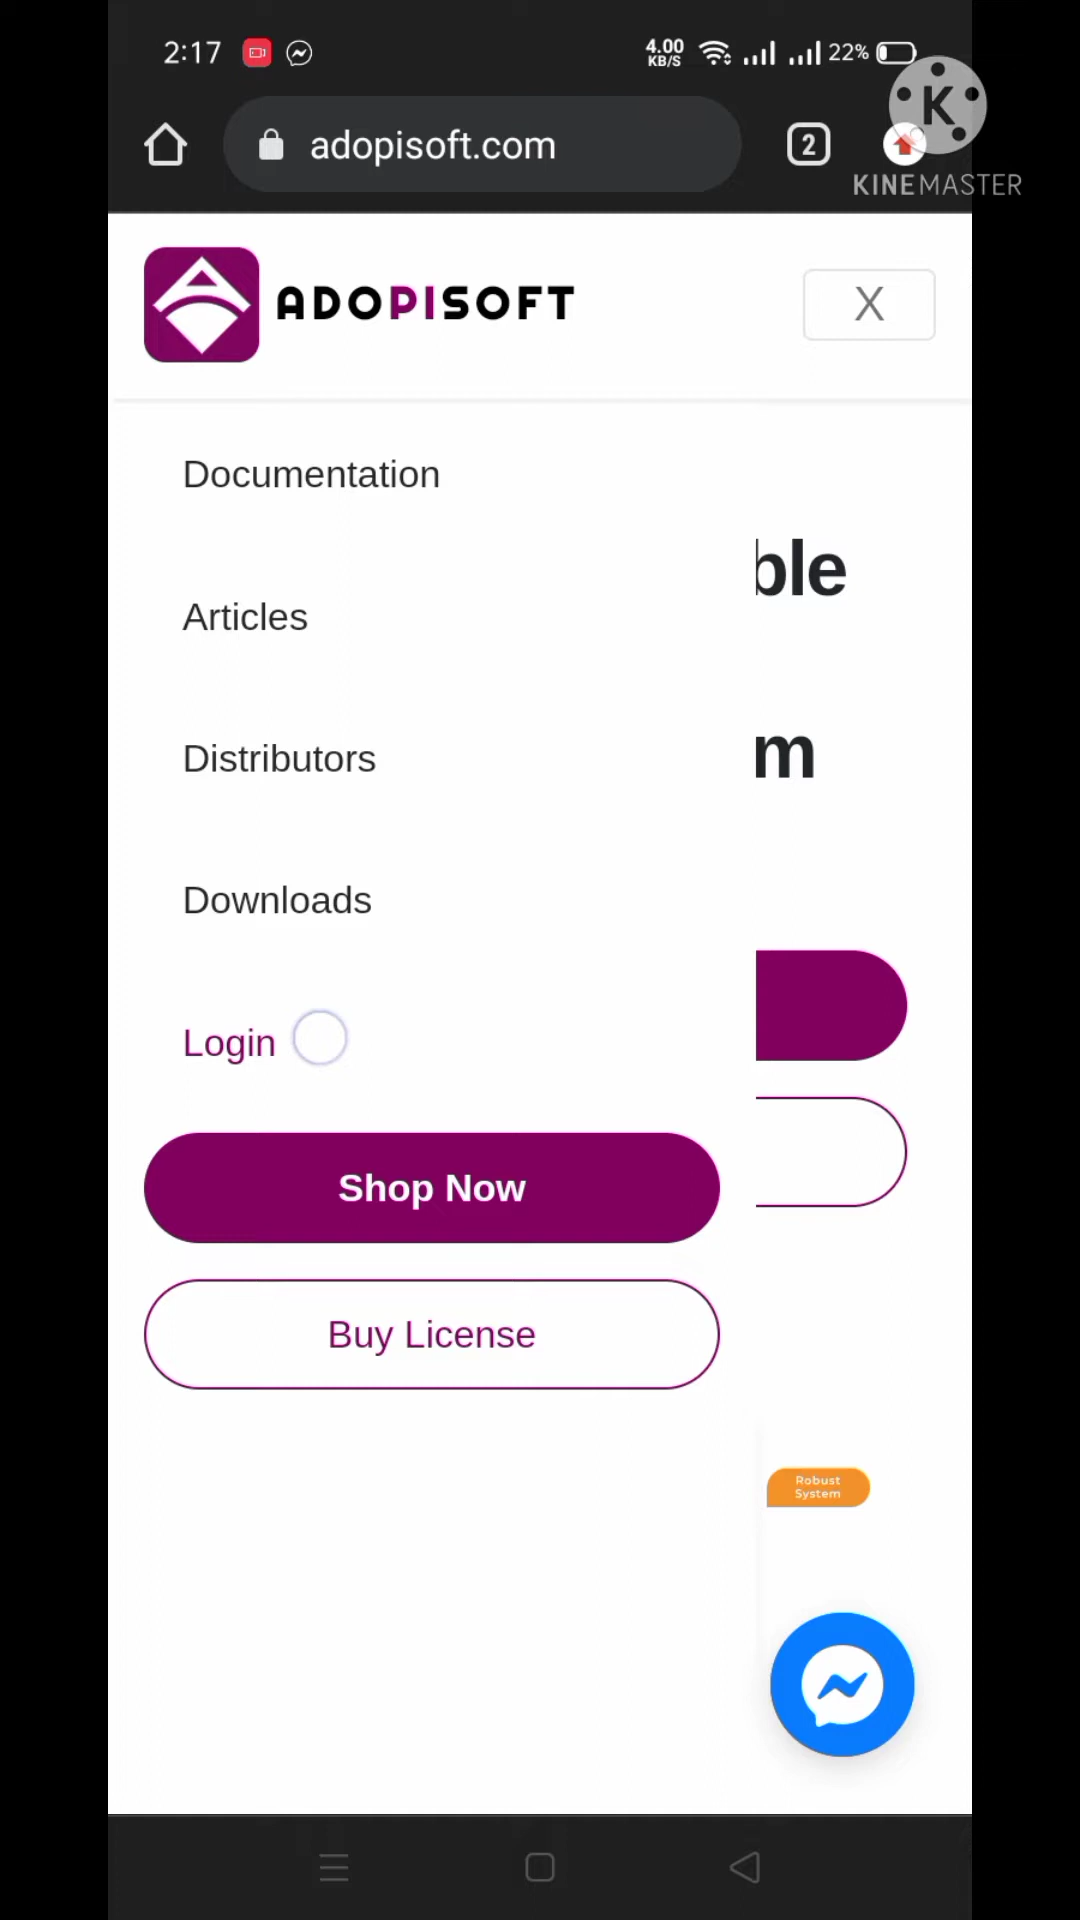 2:17
4.00
KB/S
22%
adopisoft.com
2
K
KINEMASTER
ADOPISOFT
X
Documentation
ble
Articles
m
Distributors
Downloads
Login
Shop Now
Buy License
Robust
System